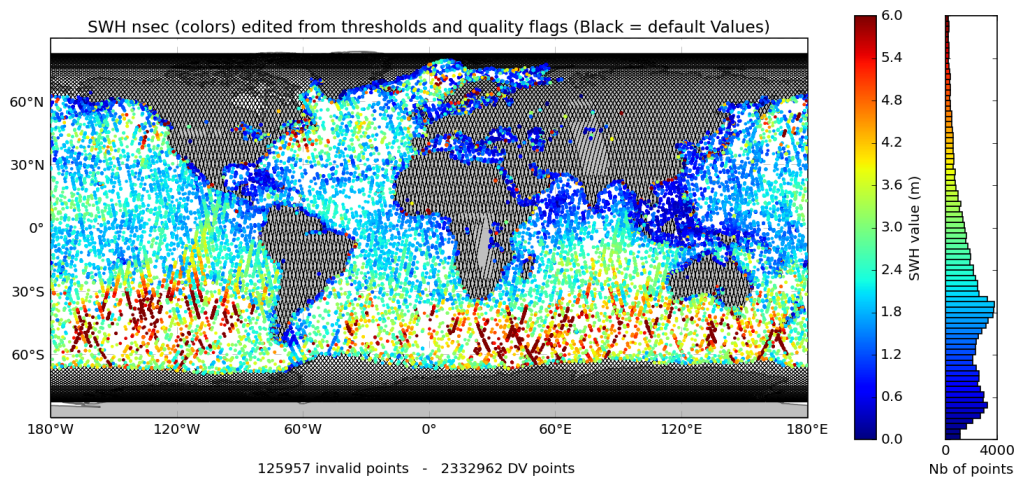 SWH nsec (colors) edited from thresholds and quality flags (Black = default Values)
60°N
30°N
0°
30°S
60°S
180°W 120°W 60°W 0° 60°E 120°E 180°E
125957 invalid points - 2332962 DV points
6.0
5.4
4.8
4.2
3.6
3.0
2.4
1.8
1.2
0.6
0.0
SWH value (m)
0 4000
Nb of points